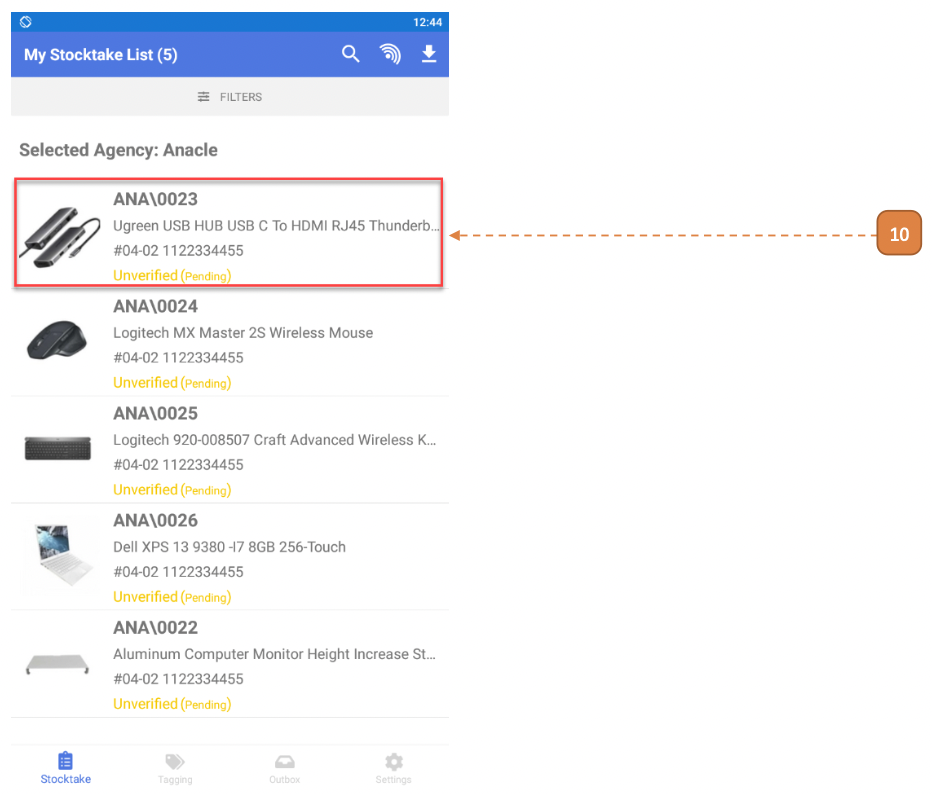 12:44
My Stocktake List (5)
FILTERS
Selected Agency: Anacle
ANA\0023
Ugreen USB HUB USB C To HDMI RJ45 Thunderb...
#04-02 1122334455
Unverified (Pending)
10
ANA\0024
Logitech MX Master 2S Wireless Mouse
#04-02 1122334455
Unverified (Pending)
ANA\0025
Logitech 920-008507 Craft Advanced Wireless K...
#04-02 1122334455
Unverified (Pending)
ANA\0026
Dell XPS 13 9380 -I7 8GB 256-Touch
#04-02 1122334455
Unverified (Pending)
ANA\0022
Aluminum Computer Monitor Height Increase St...
#04-02 1122334455
Unverified (Pending)
Stocktake Tagging Outbox Settings